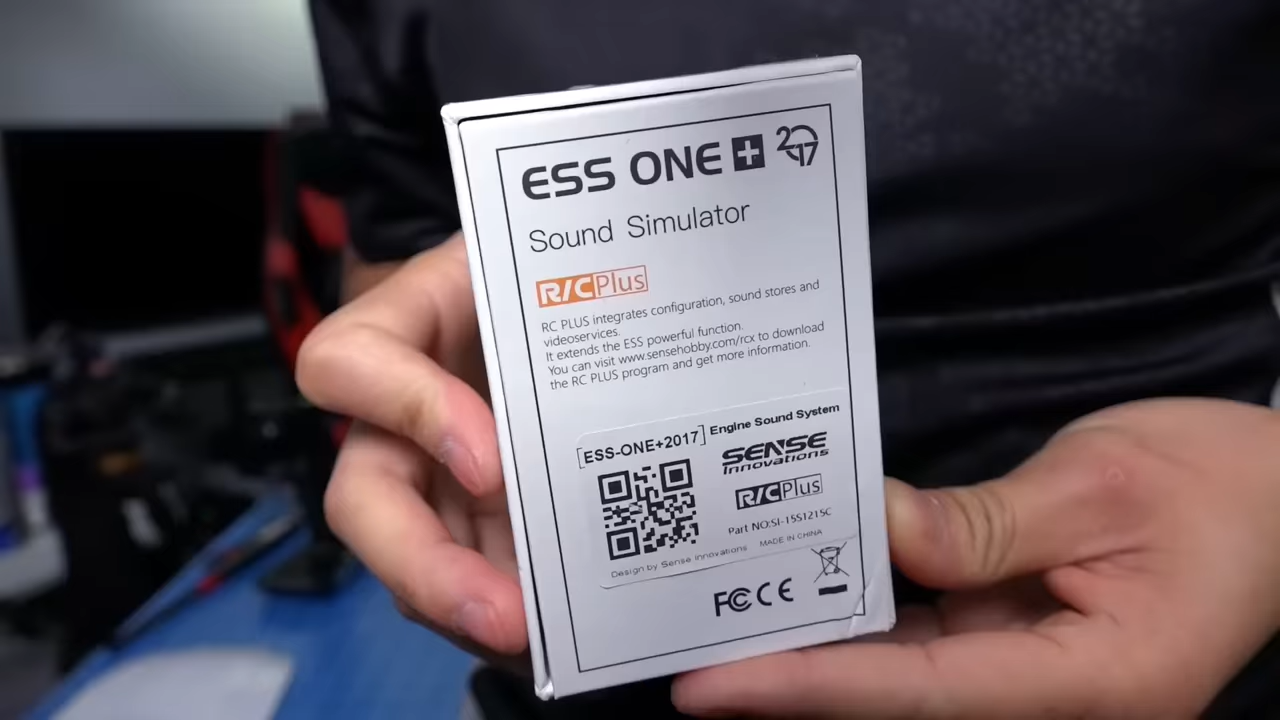 ESS ONE + 2017
Sound Simulator
R/C Plus
RC PLUS integrates configuration, sound stores and
videoservices.
It extends the ESS powerful function.
You can visit www.sensehobby.com/rcx to download
the RC PLUS program and get more information.
[ESS-ONE+2017] Engine Sound System
SENSE
Innovations
R/C Plus
Part NO:SI-15S1215C
Design by Sense Innovations MADE IN CHINA
FCC CE